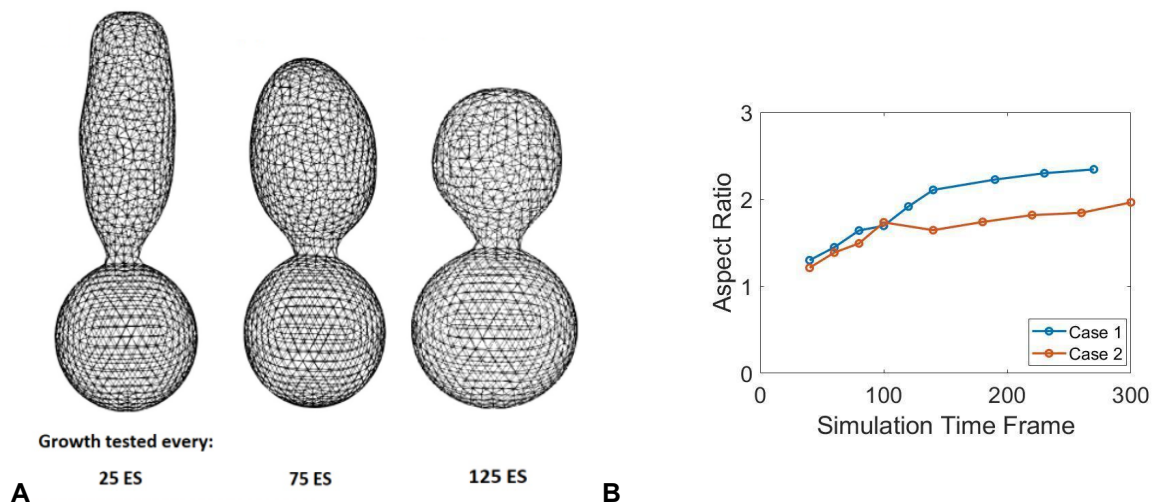 Growth tested every:
25 ES
75 ES
125 ES
A
3
2
1
0
Aspect Ratio
0
100
200
300
Simulation Time Frame
Case 1
Case 2
B